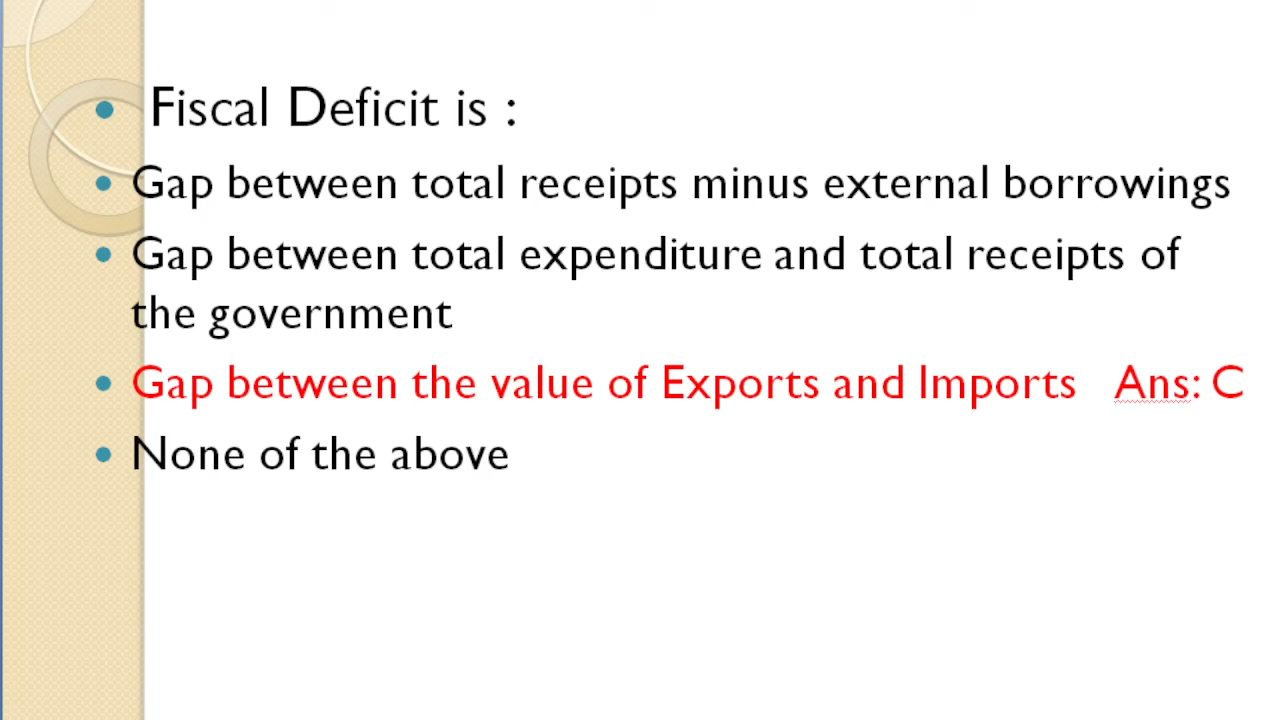 Fiscal Deficit is :
Gap between total receipts minus external borrowings
Gap between total expenditure and total receipts of
the government
Gap between the value of Exports and Imports Ans: C
None of the above